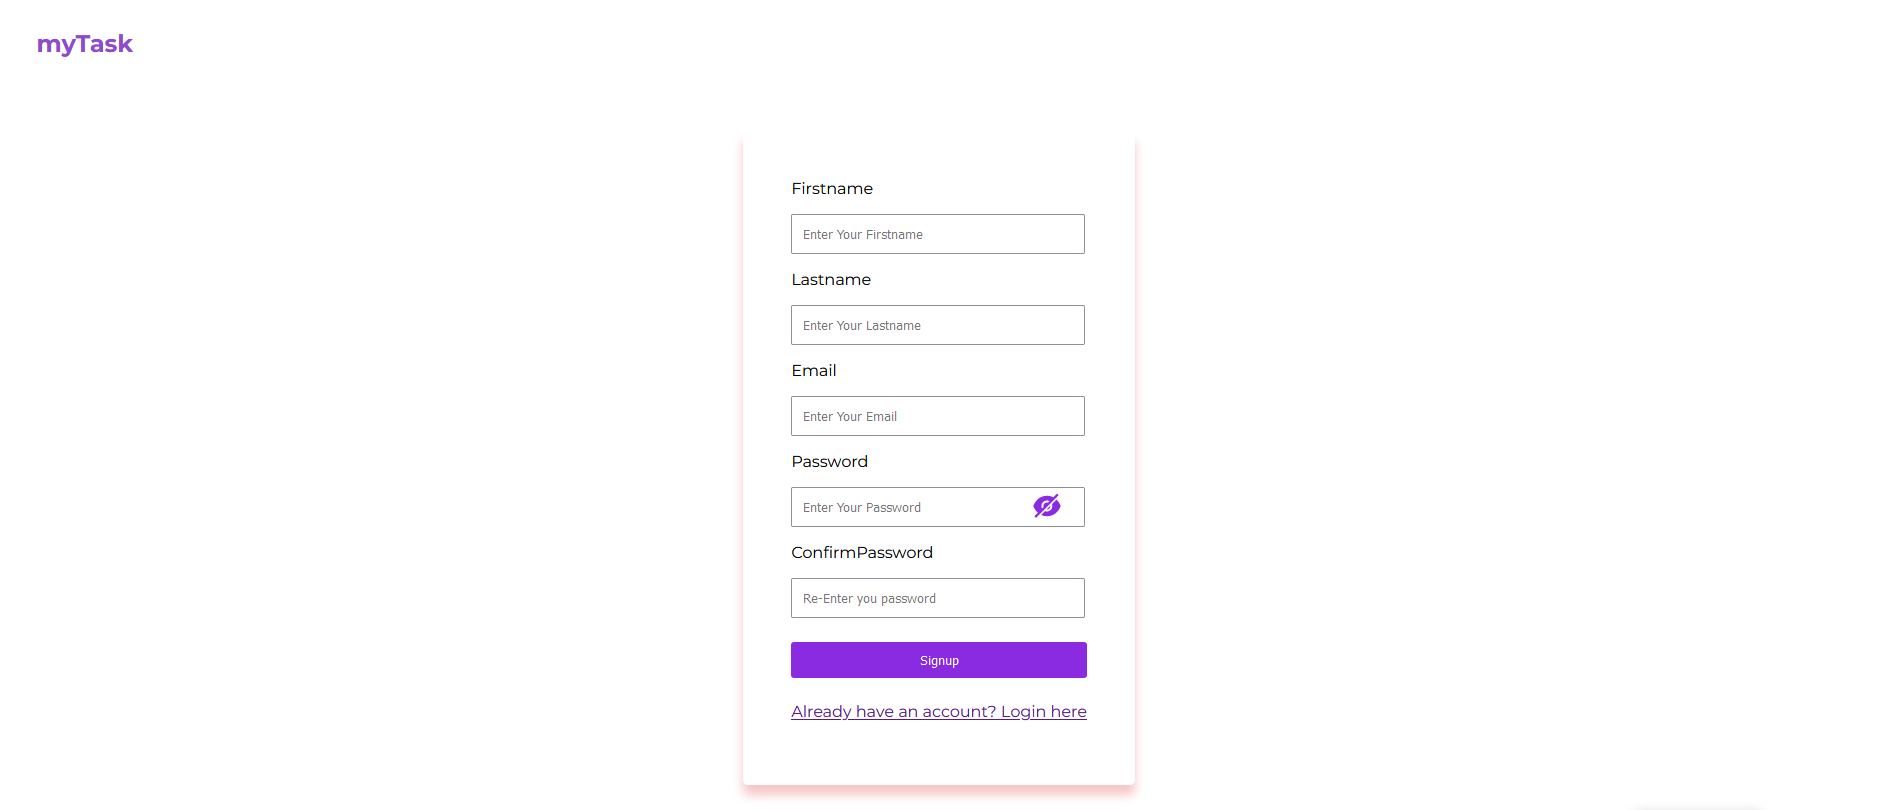 myTask
Firstname
Enter Your Firstname
Lastname
Enter Your Lastname
Email
Enter Your Email
Password
Enter Your Password
ConfirmPassword
Re-Enter you password
Signup
Already have an account? Login here